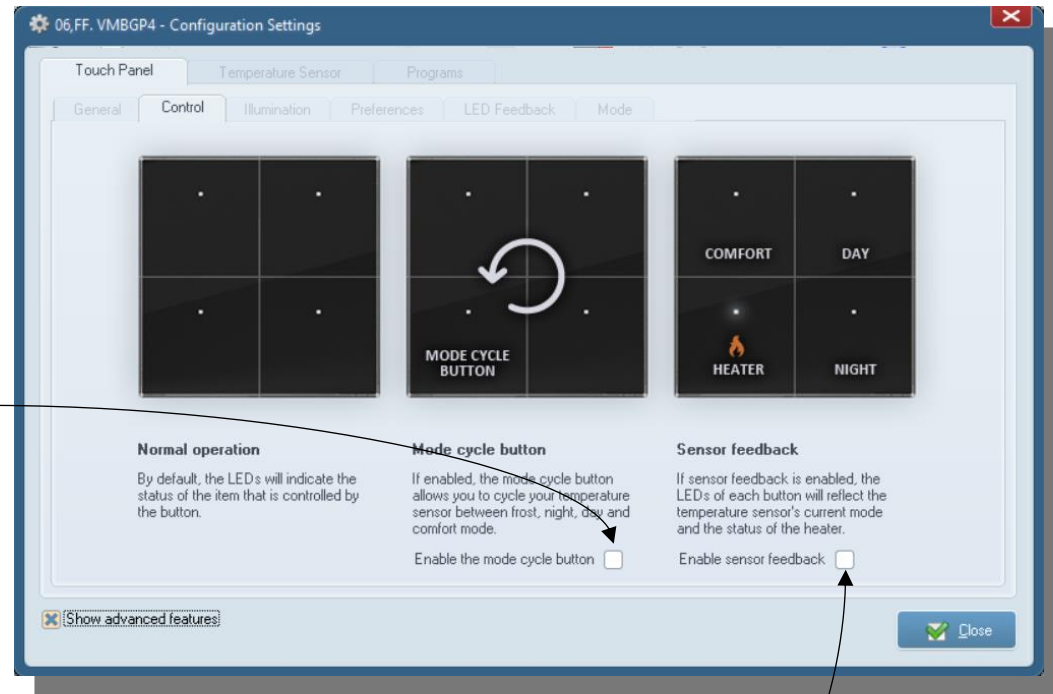 06,FF. VMBGP4 - Configuration Settings
Touch Panel Temperature Sensor Programs
General Control Illumination Preferences LED Feedback Mode
MODE CYCLE
BUTTON
COMFORT DAY
HEATER NIGHT
Normal operation
By default, the LEDs will indicate the
status of the item that is controlled by
the button.
Mode cycle button
If enabled, the mode cycle button
allows you to cycle your temperature
sensor between frost, night, day and
comfort mode.
Enable the mode cycle button
Sensor feedback
If sensor feedback is enabled, the
LEDs of each button will reflect the
temperature sensor's current mode
and the status of the heater.
Enable sensor feedback
Show advanced features
Close